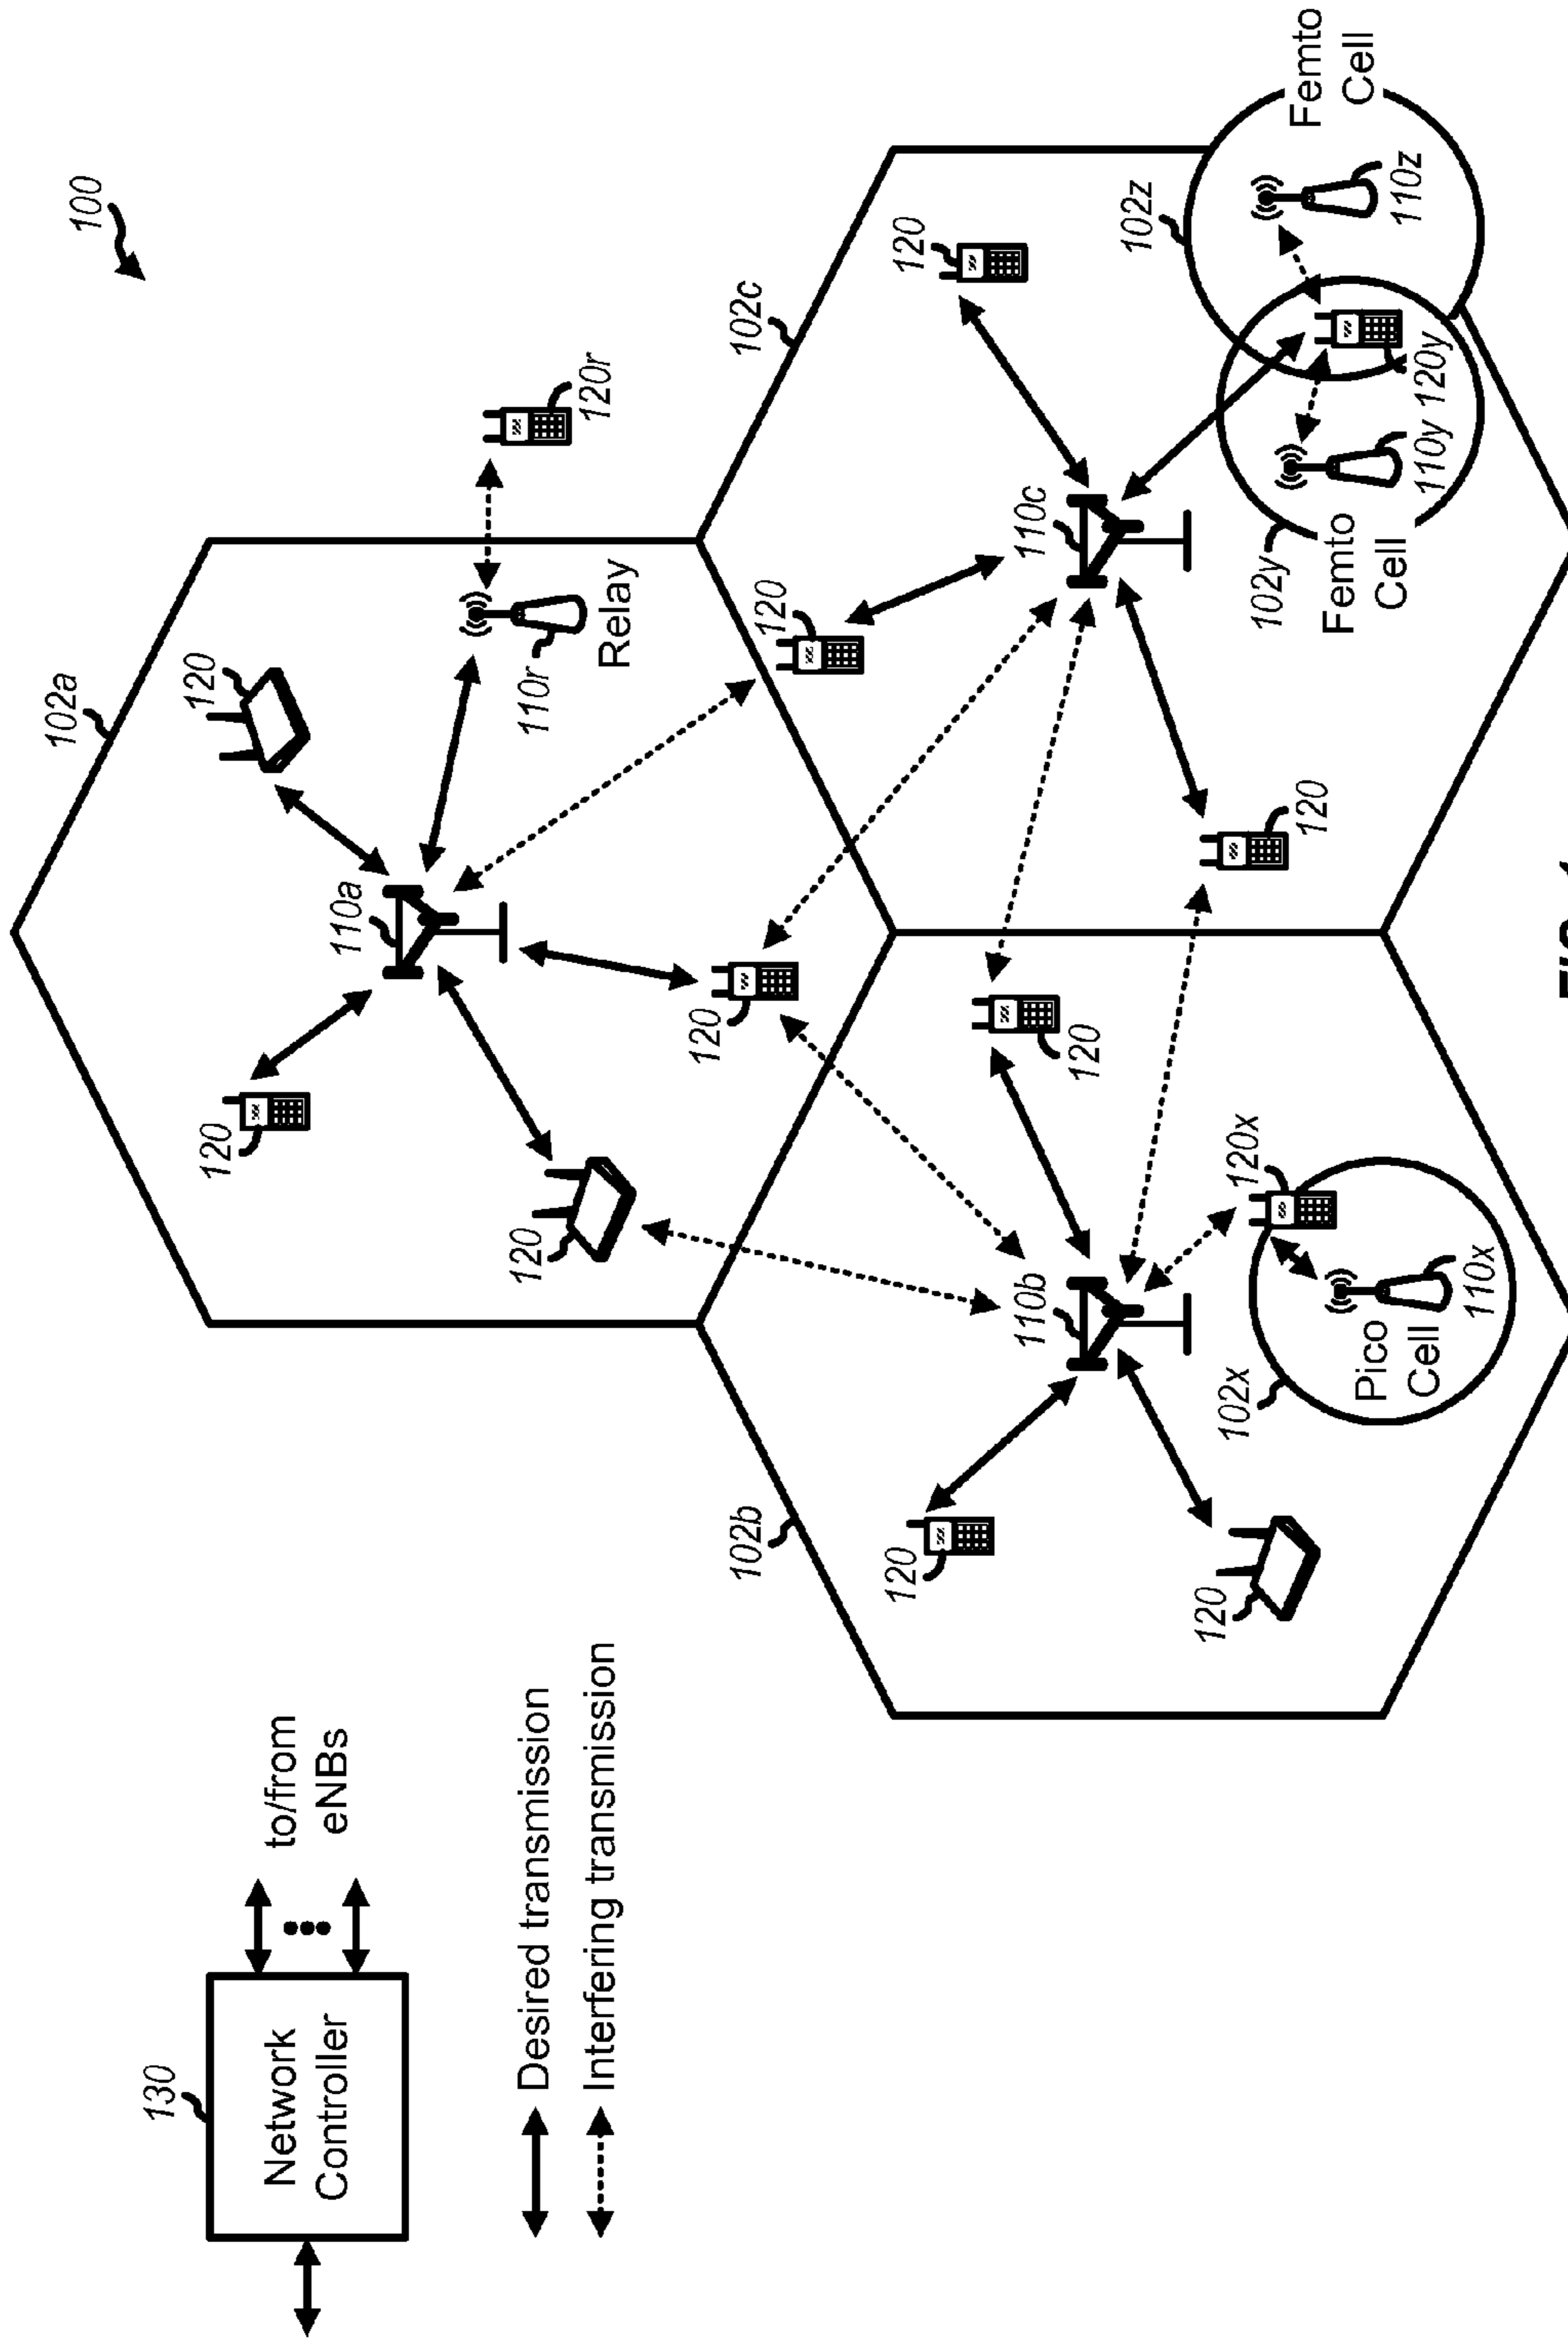 100
130
Network
Controller
to/from
eNBs
Desired transmission
Interfering transmission
102a
120
120
110a
120
120
110r
Relay
120r
102b
120
110b
120
120
120
102x
Pico
Cell
110x
120x
102c
120
120
110c
120
102z
Femto
Cell
110z
102y
Femto
Cell
110y
120y